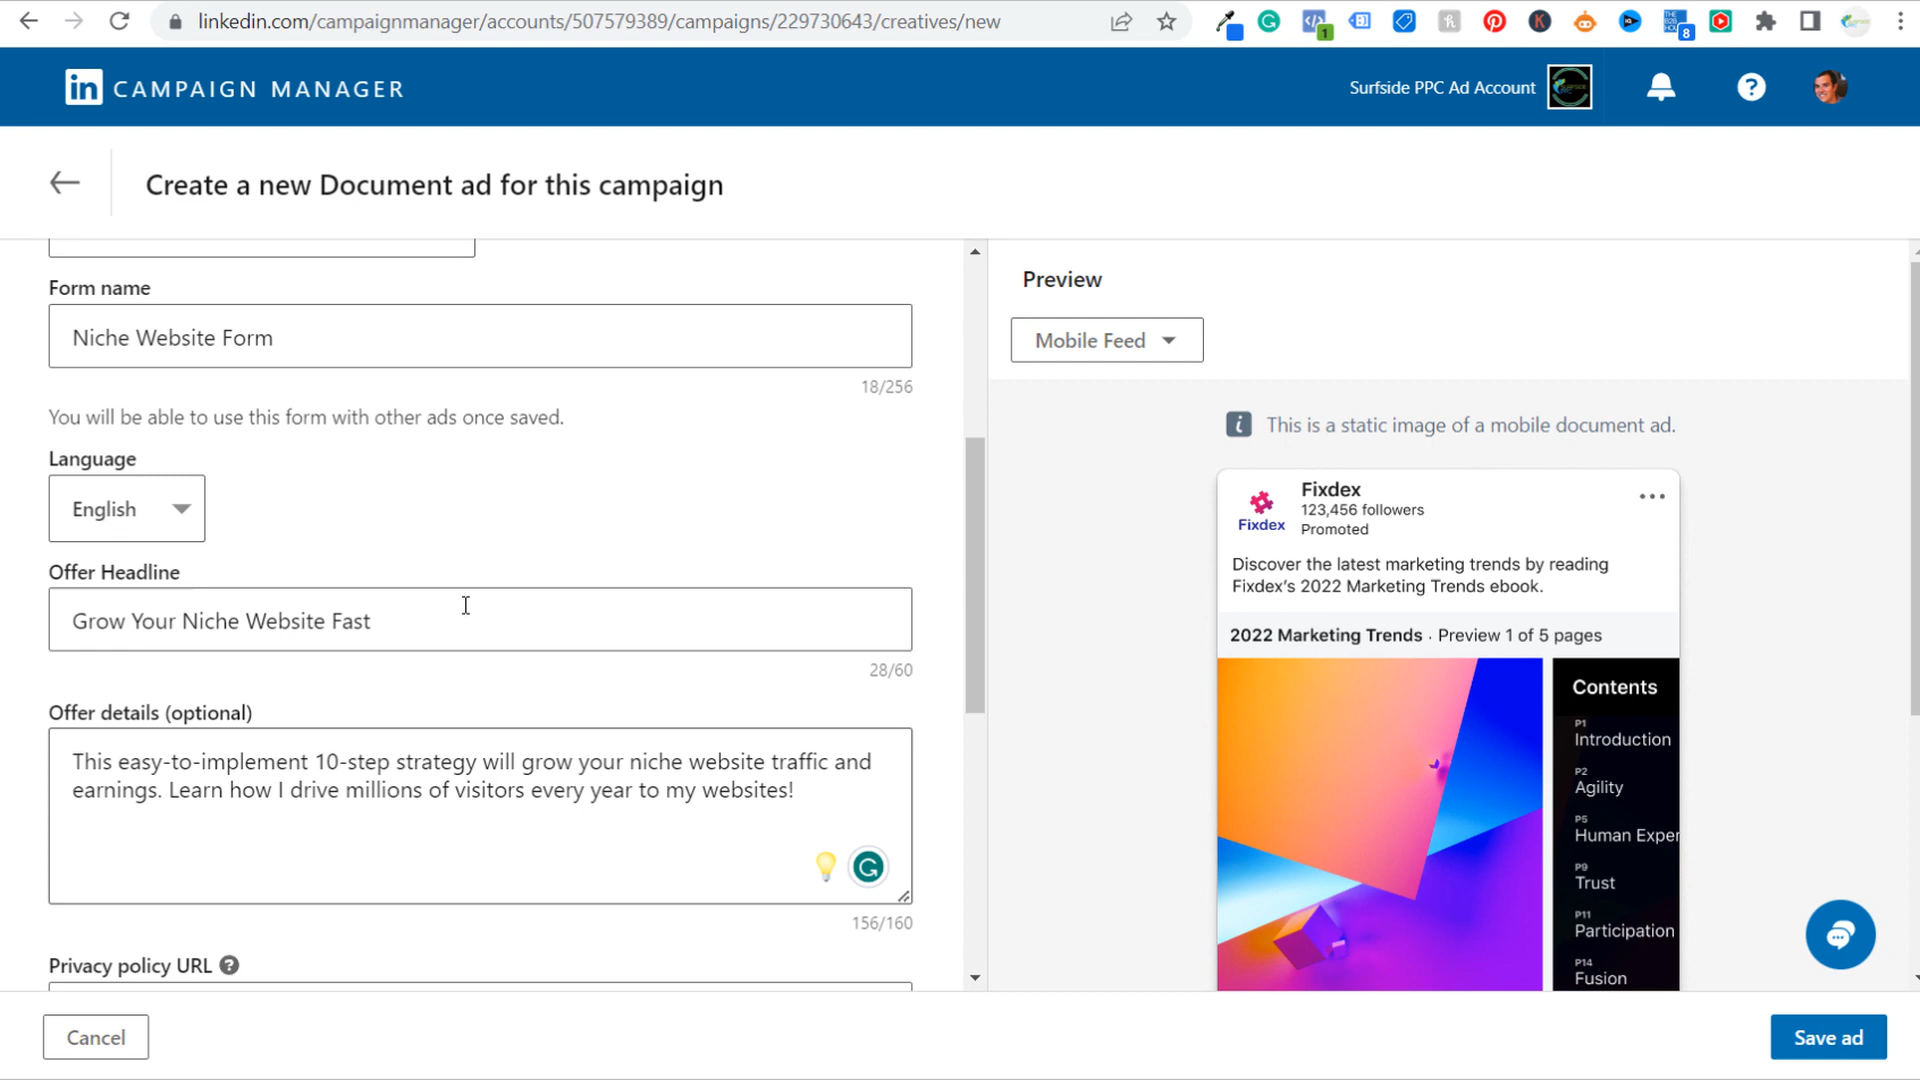 linkedin.com/campaignmanager/accounts/507579389/campaigns/229730643/creatives/new
1
8
in CAMPAIGN MANAGER
Surfside PPC Ad Account
Create a new Document ad for this campaign
Form name
Niche Website Form
18/256
You will be able to use this form with other ads once saved.
Language
English
Offer Headline
Grow Your Niche Website Fast
28/60
Offer details (optional)
This easy-to-implement 10-step strategy will grow your niche website traffic and
earnings. Learn how I drive millions of visitors every year to my websites!
156/160
Privacy policy URL
Cancel
Preview
Mobile Feed
This is a static image of a mobile document ad.
Fixdex
Fixdex
123,456 followers
Promoted
Discover the latest marketing trends by reading
Fixdex's 2022 Marketing Trends ebook.
2022 Marketing Trends · Preview 1 of 5 pages
Contents
P1
Introduction
P2
Agility
P5
Human Exper
P9
Trust
P11
Participation
P14
Fusion
Save ad